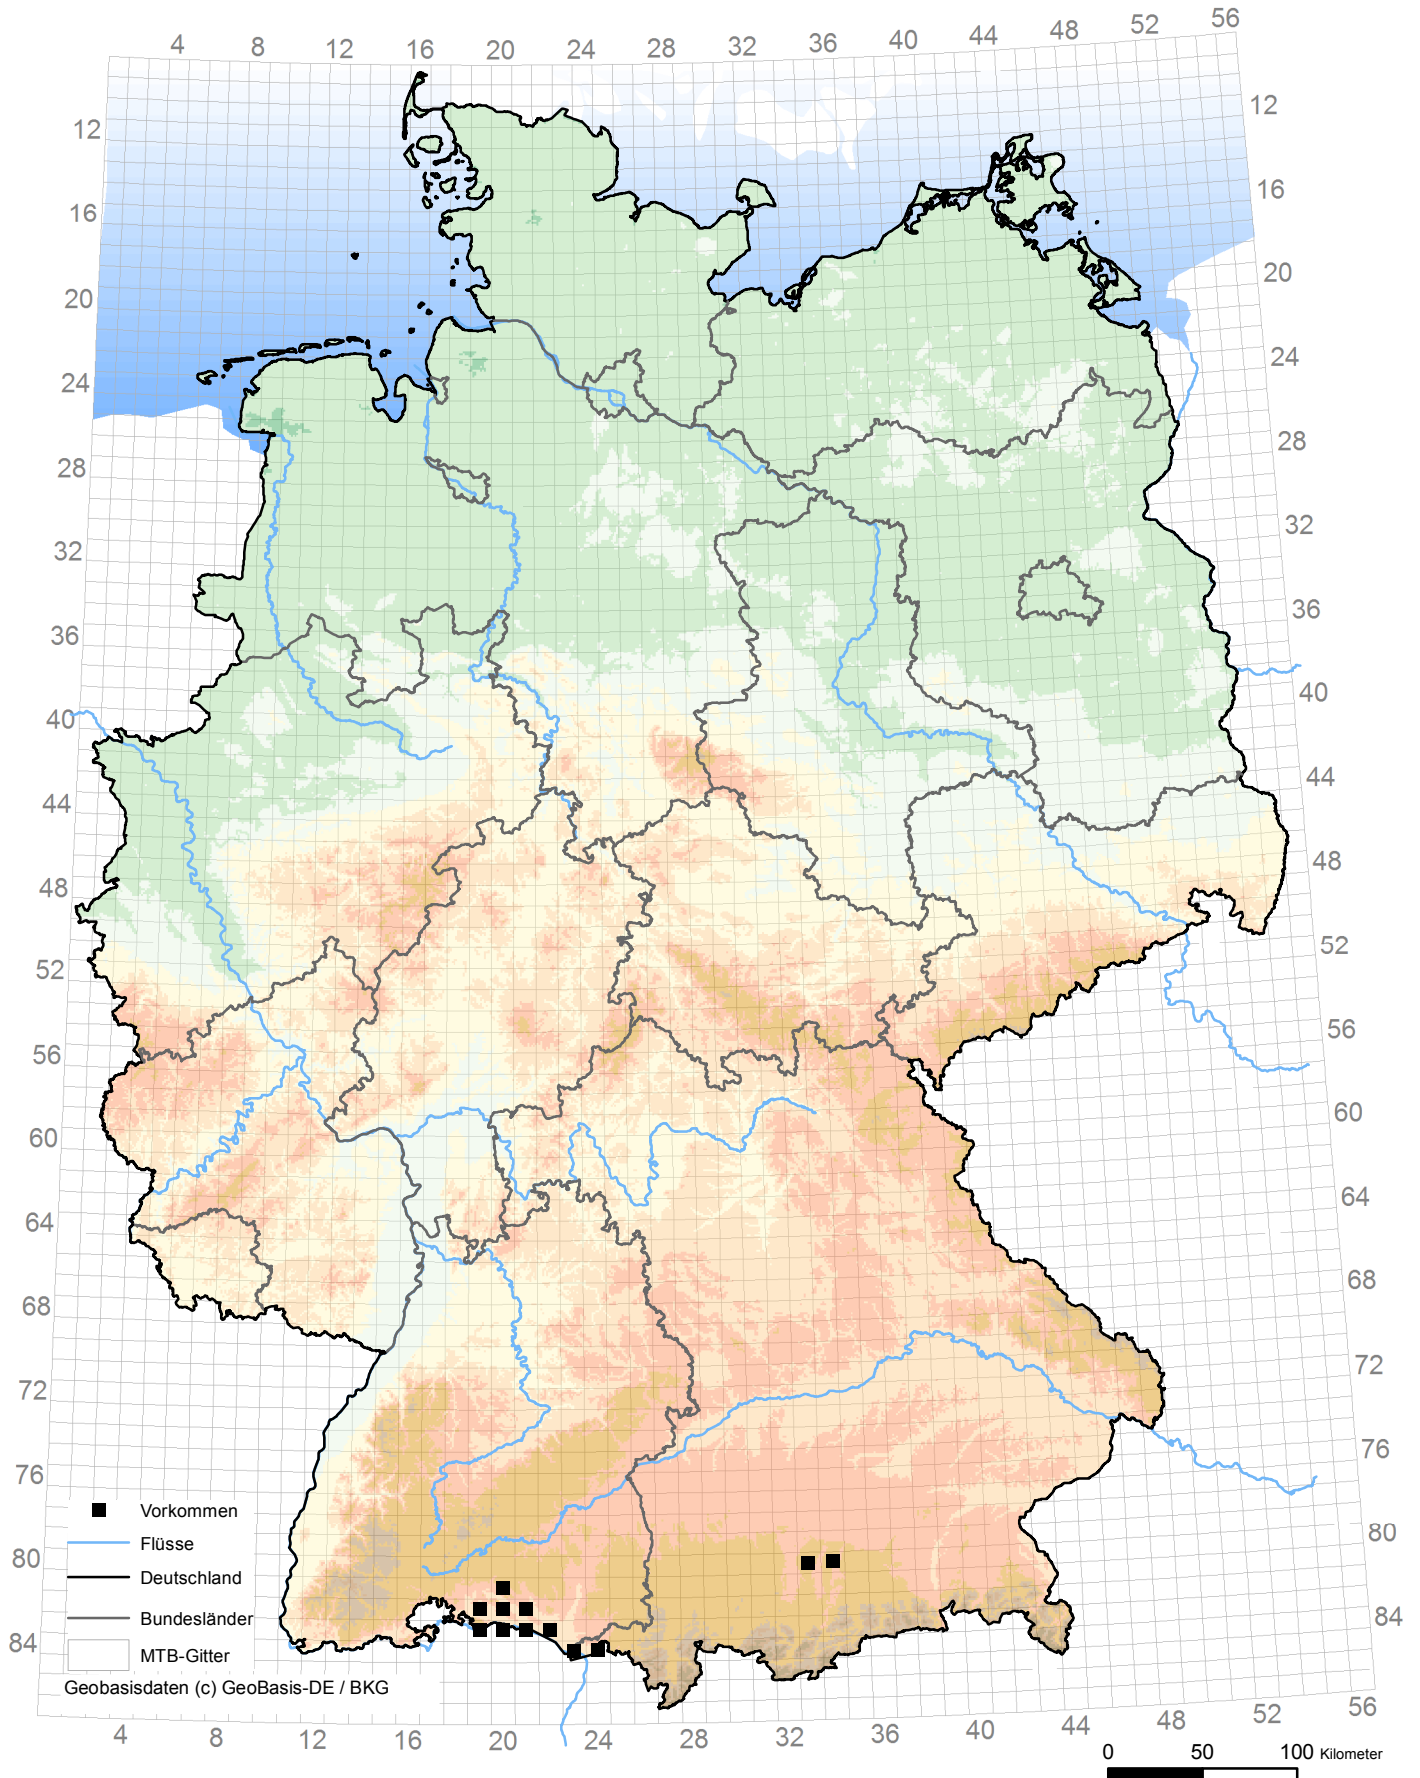 4 8 12 16 20 24 28 32 36 40 44 48 52 56
12 12
16 16
20 20
24 24
28 28
32 32
36 36
40 40
44 44
48 48
52 52
56 56
60 60
64 64
68 68
72 72
76 76
80 80
84 84
Vorkommen
Flüsse
Deutschland
Bundesländer
MTB-Gitter
Geobasisdaten (c) GeoBasis-DE / BKG
4 8 12 16 20 24 28 32 36 40 44 48 52 56
0 50 100 Kilometer